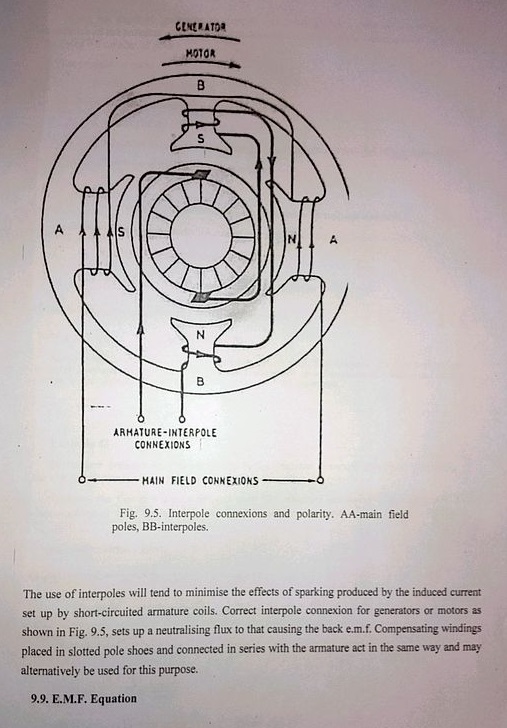 GENERATOR
MOTOR
B
S
A
S
N
A
N
B
ARMATURE-INTERPOLE
CONNEXIONS
MAIN FIELD CONNEXIONS
Fig. 9.5. Interpole connexions and polarity. AA-main field
poles, BB-interpoles.
The use of interpoles will tend to minimise the effects of sparking produced by the induced current
set up by short-circuited armature coils. Correct interpole connexion for generators or motors as
shown in Fig. 9.5, sets up a neutralising flux to that causing the back e.m.f. Compensating windings
placed in slotted pole shoes and connected in series with the armature act in the same way and may
alternatively be used for this purpose.
9.9. E.M.F. Equation